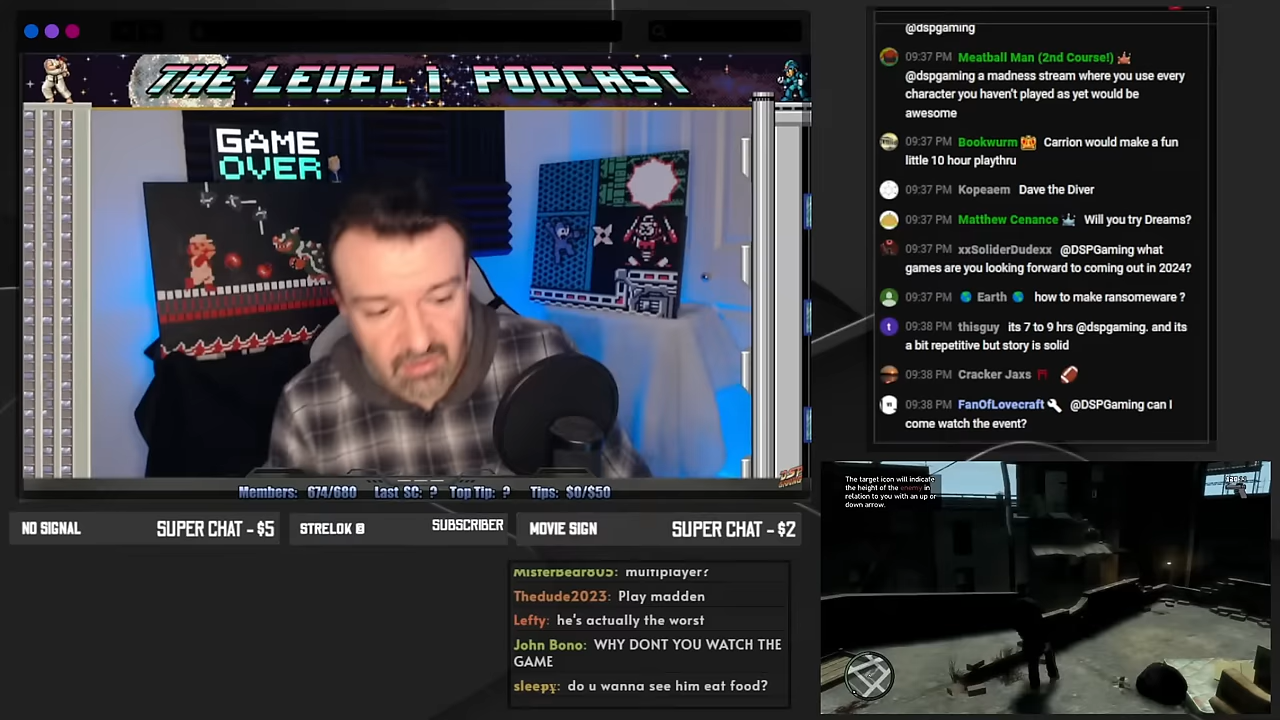 THE LEVEL 1 PODCAST
GAME
OVER
Members: 674/680 Last SC: ? Top Tip: ? Tips: $0/$50
NO SIGNAL SUPER CHAT - $5
STRELOK SUBSCRIBER
MOVIE SIGN SUPER CHAT - $2
MisterBear805: multiplayer?
Thedude2023: Play madden
Lefty: he's actually the worst
John Bono: WHY DONT YOU WATCH THE
GAME
sleepy: do u wanna see him eat food?
@dspgaming
09:37 PM Meatball Man (2nd Course!)
@dspgaming a madness stream where you use every
character you haven't played as yet would be
awesome
09:37 PM Bookwurm Carrion would make a fun
little 10 hour playthru
09:37 PM Kopeaem Dave the Diver
09:37 PM Matthew Cenance Will you try Dreams?
09:37 PM xxSoliderDudexx @DSPGaming what
games are you looking forward to coming out in 2024?
09:37 PM Earth how to make ransomeware ?
09:38 PM thisguy its 7 to 9 hrs @dspgaming. and its
a bit repetitive but story is solid
09:38 PM Cracker Jaxs
09:38 PM FanOfLovecraft @DSPGaming can I
come watch the event?
The target icon will indicate
the height of the enemy in
relation to you with an up or
down arrow.